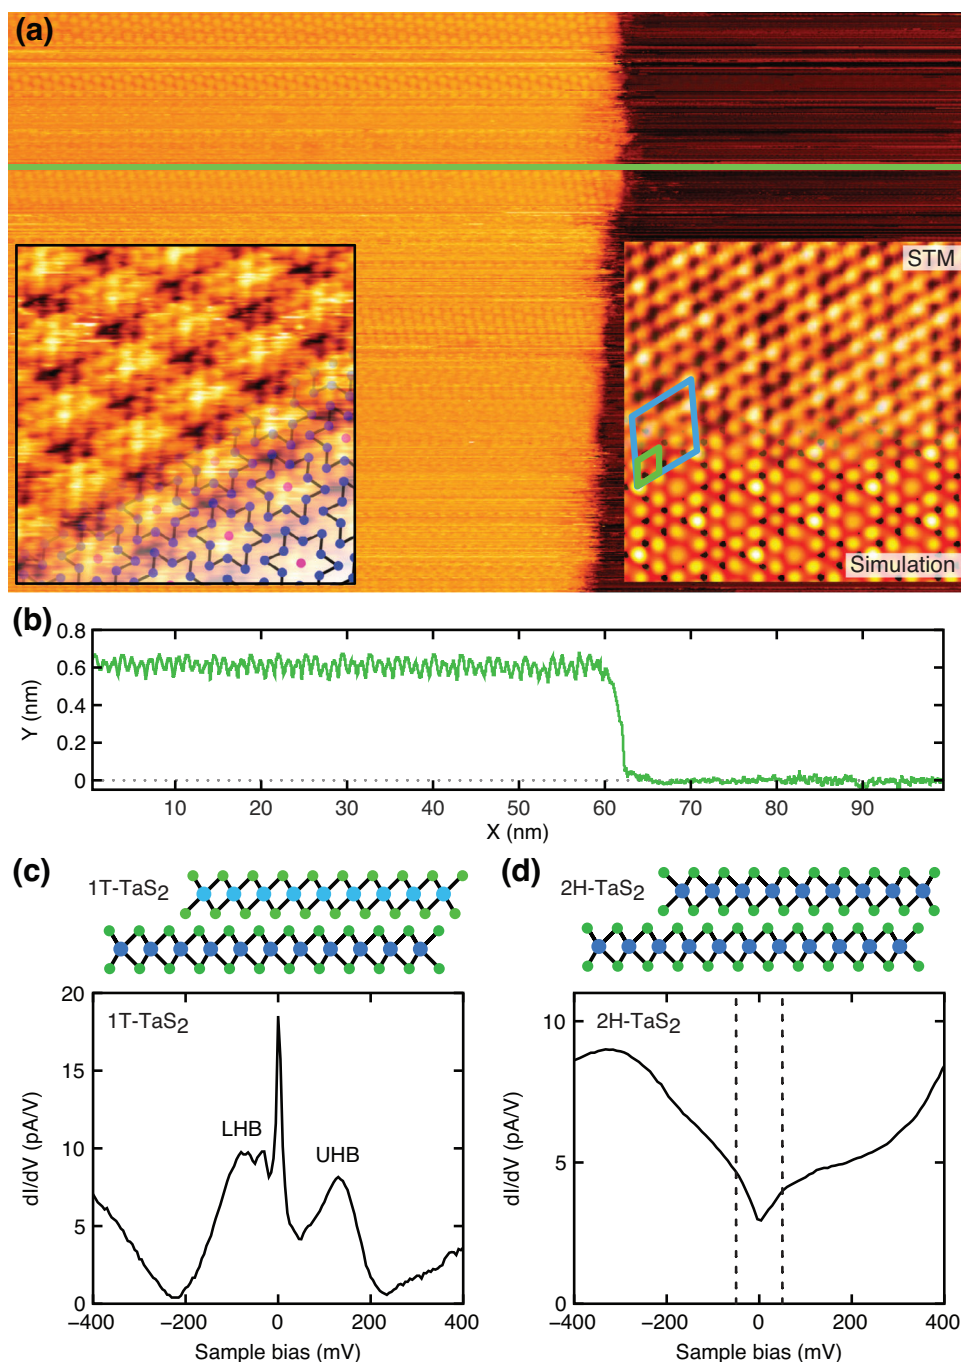 (a)
STM
Simulation
(b)
0.8
0.6
0.4
0.2
0
Y (nm)
10 20 30 40 50 60 70 80 90
X (nm)
(c)
1T-TaS2
20
15
10
5
0
dI/dV (pA/V)
1T-TaS2
LHB
UHB
−400 −200 0 200 400
Sample bias (mV)
(d)
2H-TaS2
10
5
0
dI/dV (pA/V)
2H-TaS2
−400 −200 0 200 400
Sample bias (mV)